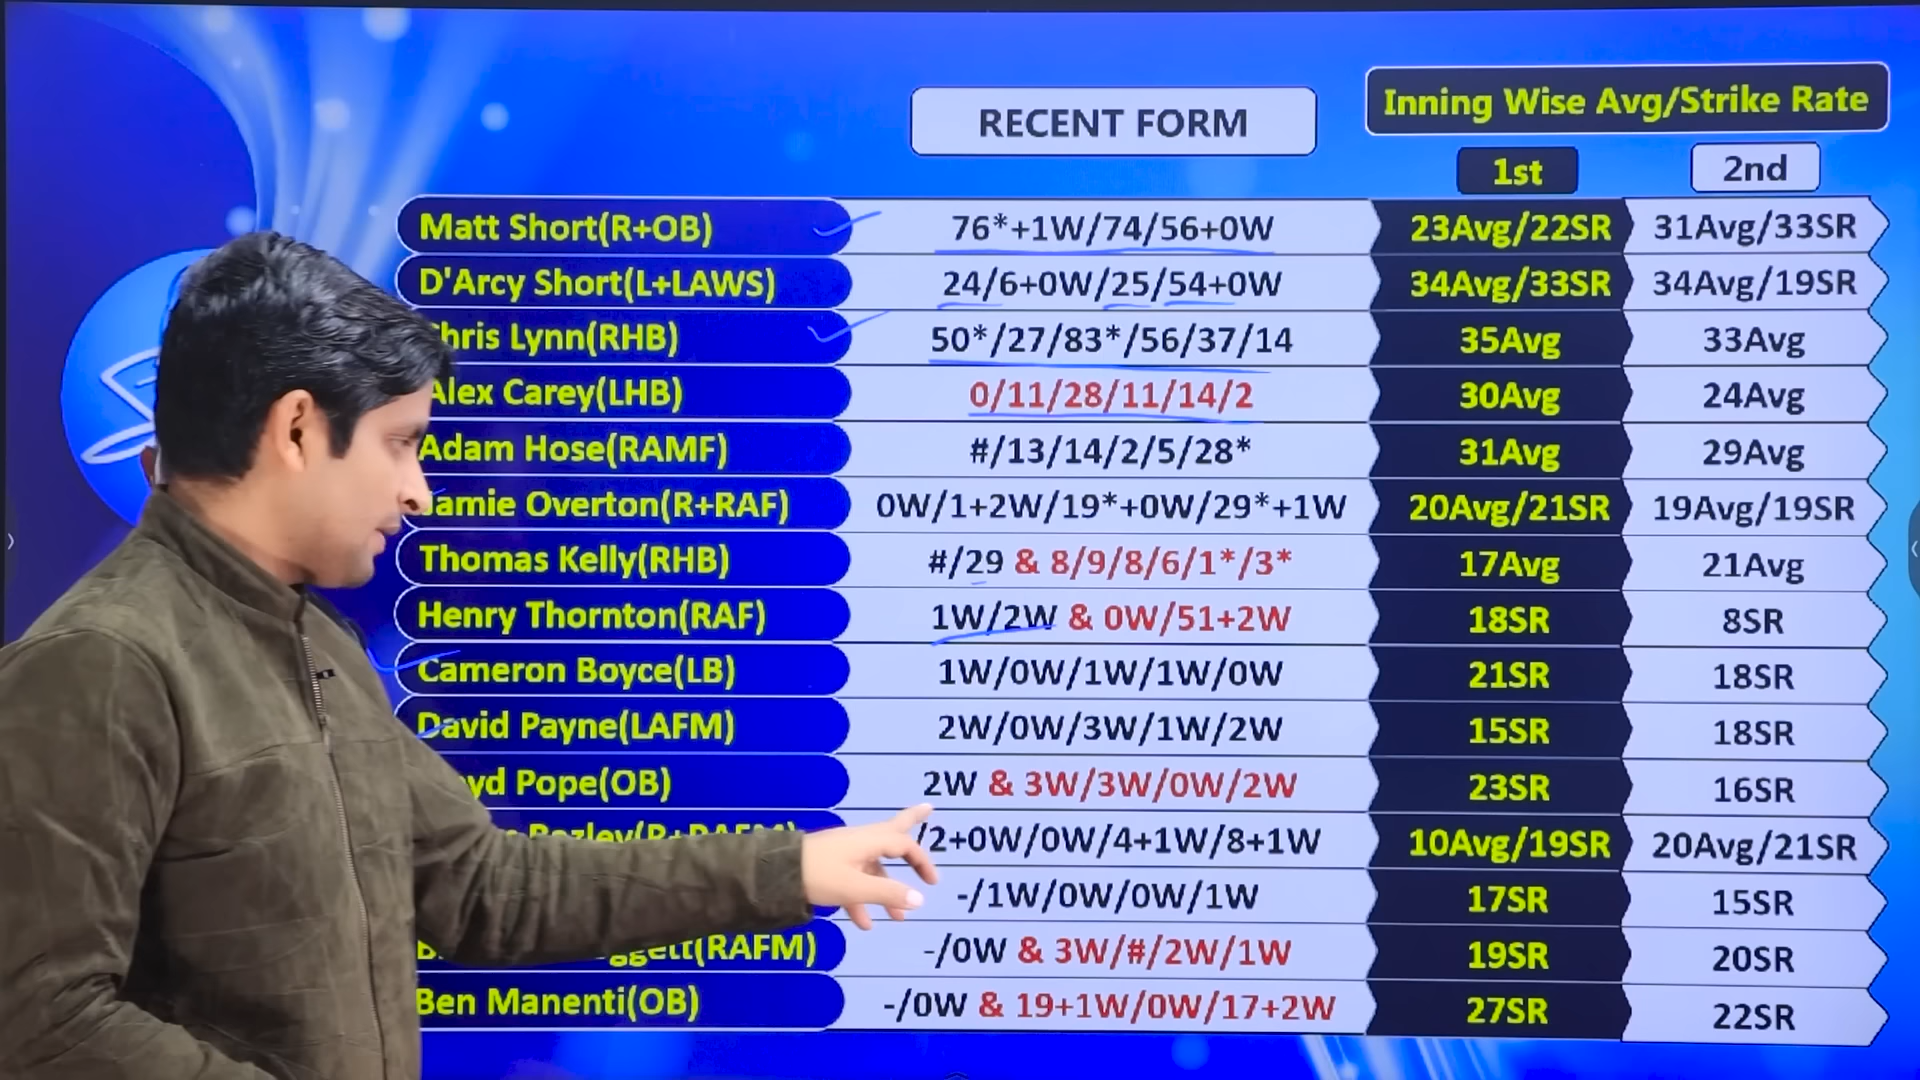 RECENT FORM
Inning Wise Avg/Strike Rate
1st 2nd
Matt Short(R+OB) 76*+1W/74/56+0W 23Avg/22SR 31Avg/33SR
D'Arcy Short(L+LAWS) 24/6+0W/25/54+0W 34Avg/33SR 34Avg/19SR
Chris Lynn(RHB) 50*/27/83*/56/37/14 35Avg 33Avg
Alex Carey(LHB) 0/11/28/11/14/2 30Avg 24Avg
Adam Hose(RAMF) #/13/14/2/5/28* 31Avg 29Avg
Jamie Overton(R+RAF) 0W/1+2W/19*+0W/29*+1W 20Avg/21SR 19Avg/19SR
Thomas Kelly(RHB) #/29 & 8/9/8/6/1*/3* 17Avg 21Avg
Henry Thornton(RAF) 1W/2W & 0W/51+2W 18SR 8SR
Cameron Boyce(LB) 1W/0W/1W/1W/0W 21SR 18SR
David Payne(LAFM) 2W/0W/3W/1W/2W 15SR 18SR
yd Pope(OB) 2W & 3W/3W/0W/2W 23SR 16SR
Bazley(R+RAFM) /2+0W/0W/4+1W/8+1W 10Avg/19SR 20Avg/21SR
-/1W/0W/0W/1W 17SR 15SR
ggett(RAFM) -/0W & 3W/#/2W/1W 19SR 20SR
Ben Manenti(OB) -/0W & 19+1W/0W/17+2W 27SR 22SR